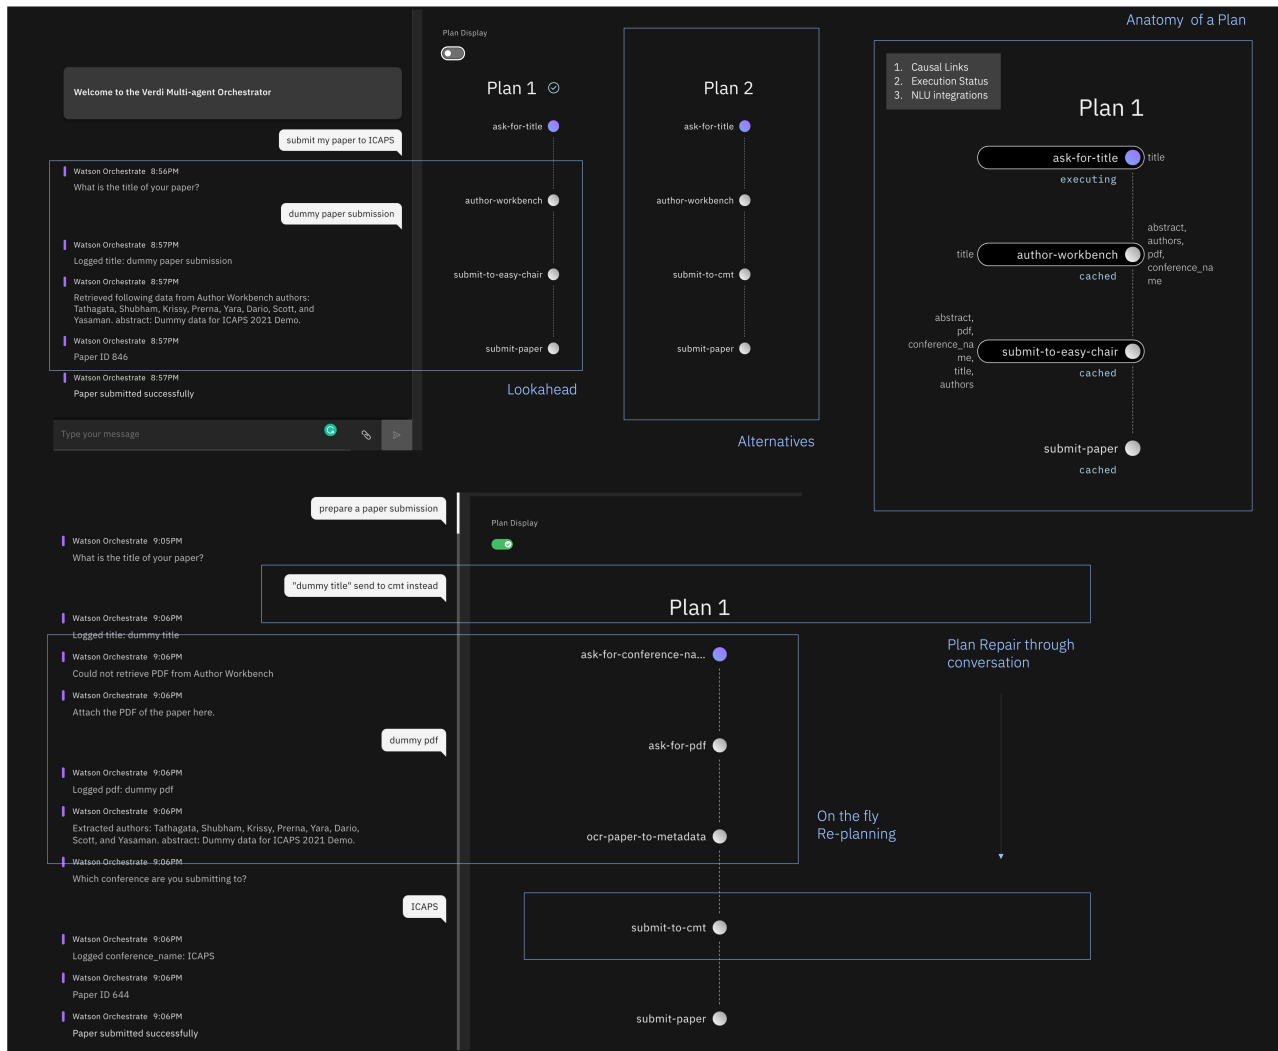 Anatomy of a Plan
Plan Display
Welcome to the Verdi Multi-agent Orchestrator
submit my paper to ICAPS
Watson Orchestrate 8:56PM
What is the title of your paper?
dummy paper submission
Watson Orchestrate 8:57PM
Logged title: dummy paper submission
Watson Orchestrate 8:57PM
Retrieved following data from Author Workbench authors:
Tathagata, Shubham, Krissy, Prerna, Yara, Dario, Scott, and
Yasaman. abstract: Dummy data for ICAPS 2021 Demo.
Watson Orchestrate 8:57PM
Paper ID 846
Watson Orchestrate 8:57PM
Paper submitted successfully
Type your message
Plan 1
ask-for-title
author-workbench
submit-to-easy-chair
submit-paper
Lookahead
Plan 2
ask-for-title
author-workbench
submit-to-cmt
submit-paper
Alternatives
1. Causal Links
2. Execution Status
3. NLU integrations
Plan 1
ask-for-title
title
executing
title
author-workbench
abstract,
authors,
pdf,
conference_na
me
cached
abstract,
pdf,
conference_na
me,
title,
authors
submit-to-easy-chair
cached
submit-paper
cached
prepare a paper submission
Watson Orchestrate 9:05PM
What is the title of your paper?
"dummy title" send to cmt instead
Watson Orchestrate 9:06PM
Logged title: dummy title
Watson Orchestrate 9:06PM
Could not retrieve PDF from Author Workbench
Watson Orchestrate 9:06PM
Attach the PDF of the paper here.
dummy pdf
Watson Orchestrate 9:06PM
Logged pdf: dummy pdf
Watson Orchestrate 9:06PM
Extracted authors: Tathagata, Shubham, Krissy, Prerna, Yara, Dario,
Scott, and Yasaman. abstract: Dummy data for ICAPS 2021 Demo.
Watson Orchestrate 9:06PM
Which conference are you submitting to?
ICAPS
Watson Orchestrate 9:06PM
Logged conference_name: ICAPS
Watson Orchestrate 9:06PM
Paper ID 644
Watson Orchestrate 9:06PM
Paper submitted successfully
Plan Display
Plan 1
ask-for-conference-na...
ask-for-pdf
ocr-paper-to-metadata
submit-to-cmt
submit-paper
Plan Repair through
conversation
On the fly
Re-planning